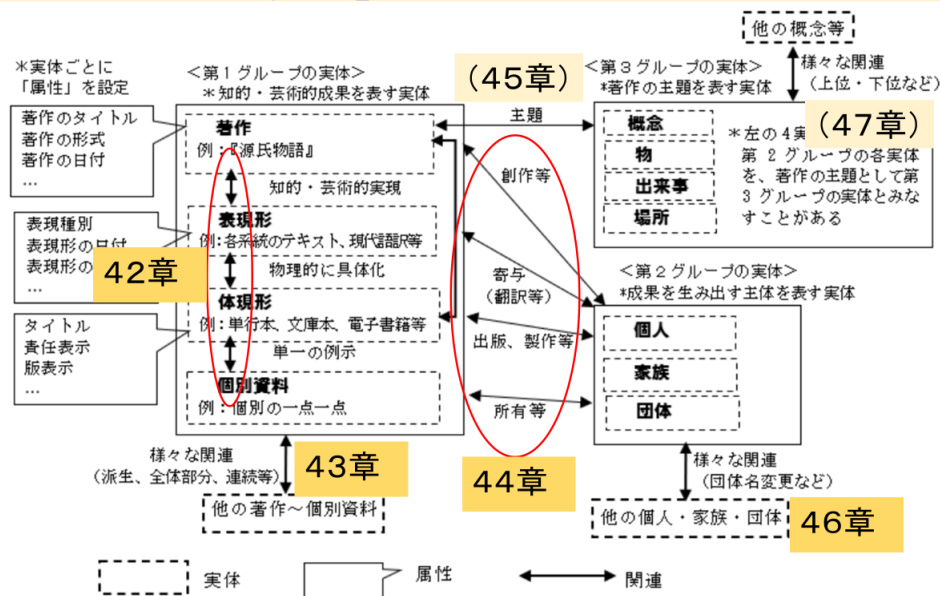 他の概念等
*実体ごとに
「属性」を設定
著作のタイトル
著作の形式
著作の日付
…
表現種別
表現形の日付
表現形の
…
タイトル
責任表示
版表示
…
42章
<第1グループの実体>
*知的・芸術的成果を表す実体
著作
例:『源氏物語』
知的・芸術的実現
表現形
例:各系統のテキスト、現代語訳等
物理的に具体化
体現形
例:単行本、文庫本、電子書籍等
単一の例示
個別資料
例:個別の一点一点
様々な関連
(派生、全体部分、連続等)
43章
他の著作~個別資料
(45章)
主題
創作等
寄与
(翻訳等)
出版、製作等
所有等
44章
<第3グループの実体>
*著作の主題を表す実体
様々な関連
(上位・下位など)
(47章)
概念
物
出来事
場所
*左の4実
第2グループの各実体
を、著作の主題として第
3グループの実体とみな
すことがある
<第2グループの実体>
*成果を生み出す主体を表す実体
個人
家族
団体
様々な関連
(団体名変更など)
他の個人・家族・団体
46章
実体
属性
関連